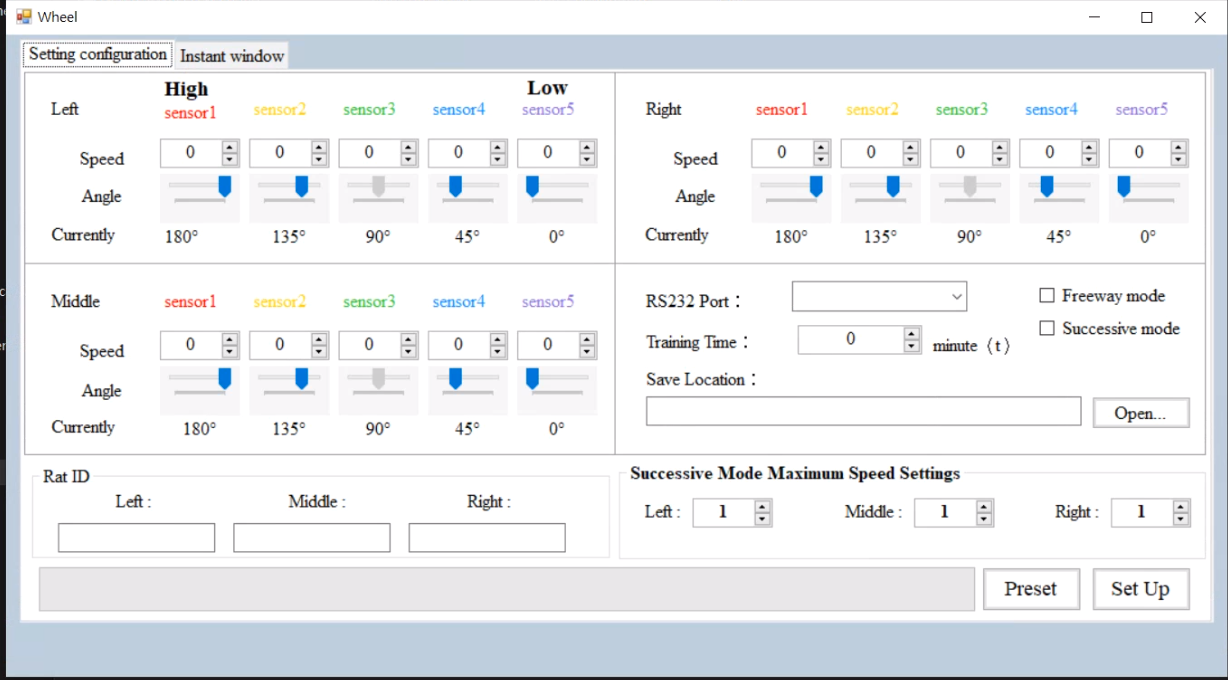 Wheel
Setting configuration Instant window
High Low
Left sensor1 sensor2 sensor3 sensor4 sensor5
Speed 0 0 0 0 0
Angle
Currently 180° 135° 90° 45° 0°
Right sensor1 sensor2 sensor3 sensor4 sensor5
Speed 0 0 0 0 0
Angle
Currently 180° 135° 90° 45° 0°
Middle sensor1 sensor2 sensor3 sensor4 sensor5
Speed 0 0 0 0 0
Angle
Currently 180° 135° 90° 45° 0°
RS232 Port：
Freeway mode
Training Time： 0 minute（t）
Successive mode
Save Location：
Open...
Rat ID
Left : Middle : Right :
Successive Mode Maximum Speed Settings
Left : 1 Middle : 1 Right : 1
Preset Set Up